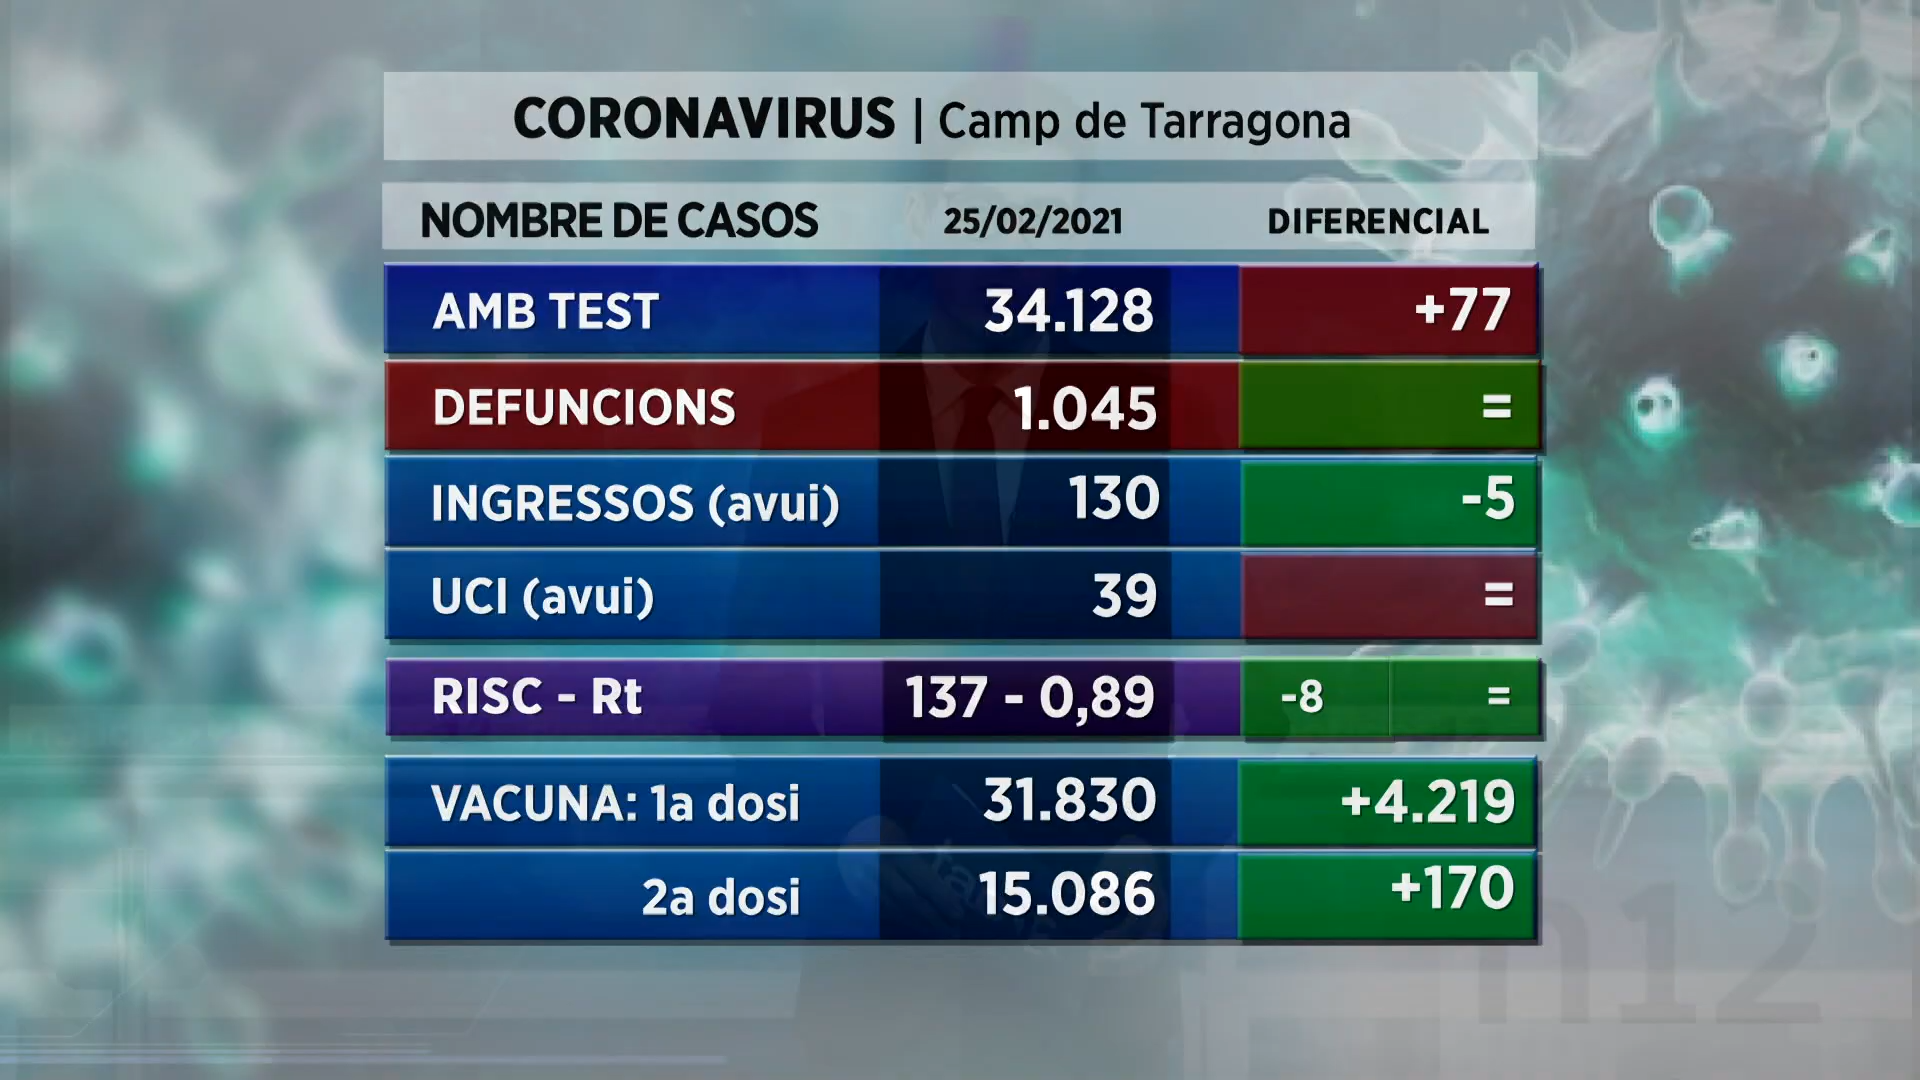 CORONAVIRUS | Camp de Tarragona
NOMBRE DE CASOS 25/02/2021 DIFERENCIAL
AMB TEST 34.128 +77
DEFUNCIONS 1.045 =
INGRESSOS (avui) 130 -5
UCI (avui) 39 =
RISC - Rt 137 - 0,89 -8 =
VACUNA: 1a dosi 31.830 +4.219
2a dosi 15.086 +170
n12